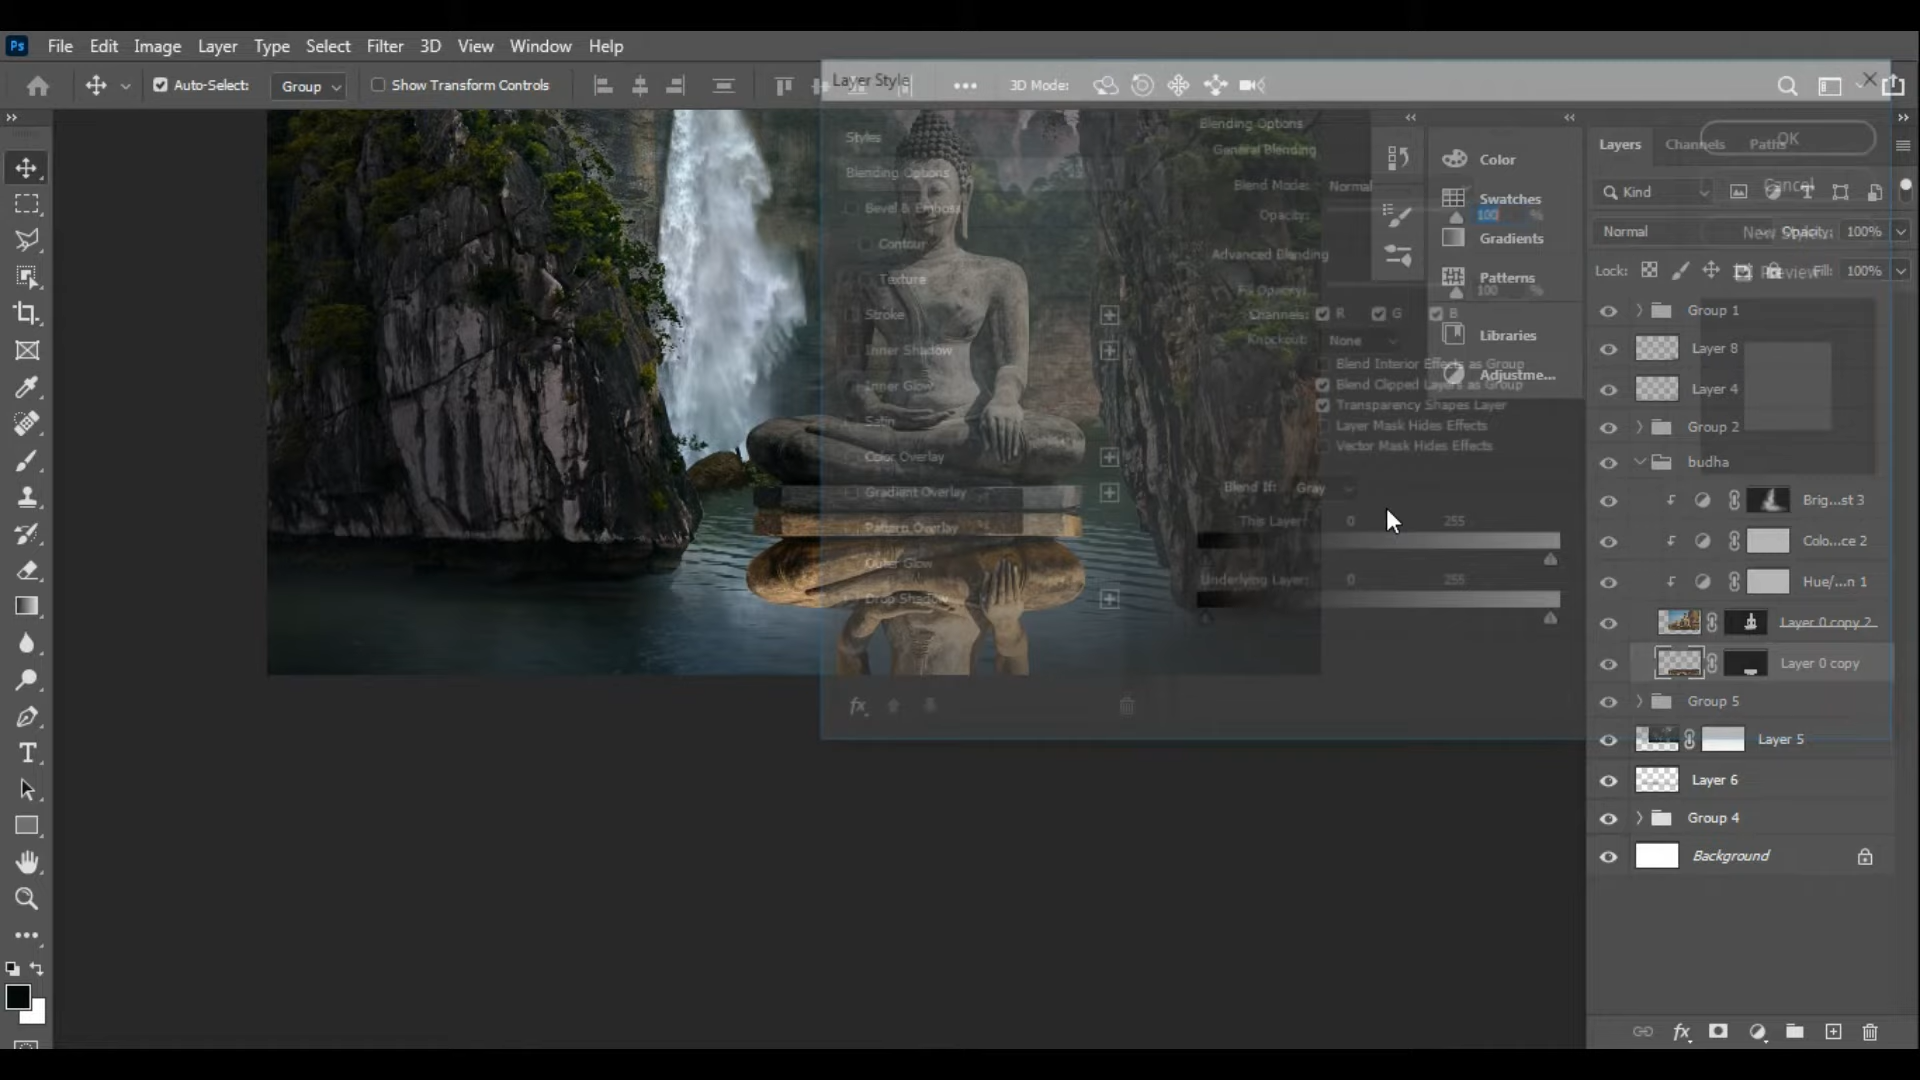 Ps File Edit Image Layer Type Select Filter 3D View Window Help
Auto-Select: Group Show Transform Controls 3D Mode:
Layer Style
Styles
Blending Options
Bevel & Emboss
Contour
Texture
Stroke
Inner Shadow
Inner Glow
Satin
Color Overlay
Gradient Overlay
Pattern Overlay
Outer Glow
Drop Shadow
fx
Blending Options
General Blending
Blend Mode: Normal
Opacity: 100 %
Advanced Blending
Fill Opacity: 100 %
Channels: R G B
Knockout: None
Blend Interior Effects as Group
Blend Clipped Layers as Group
Transparency Shapes Layer
Layer Mask Hides Effects
Vector Mask Hides Effects
Blend If: Gray
This Layer: 0 255
Underlying Layer: 0 255
OK
Cancel
New Style...
Preview
Color
Swatches
Gradients
Patterns
Libraries
Adjustme...
Layers Channels Paths
Kind
Normal Opacity: 100%
Lock: Fill: 100%
Group 1
Layer 8
Layer 4
Group 2
budha
Brig...st 3
Colo...ce 2
Hue/...n 1
Layer 0 copy 2
Layer 0 copy
Group 5
Layer 5
Layer 6
Group 4
Background
fx